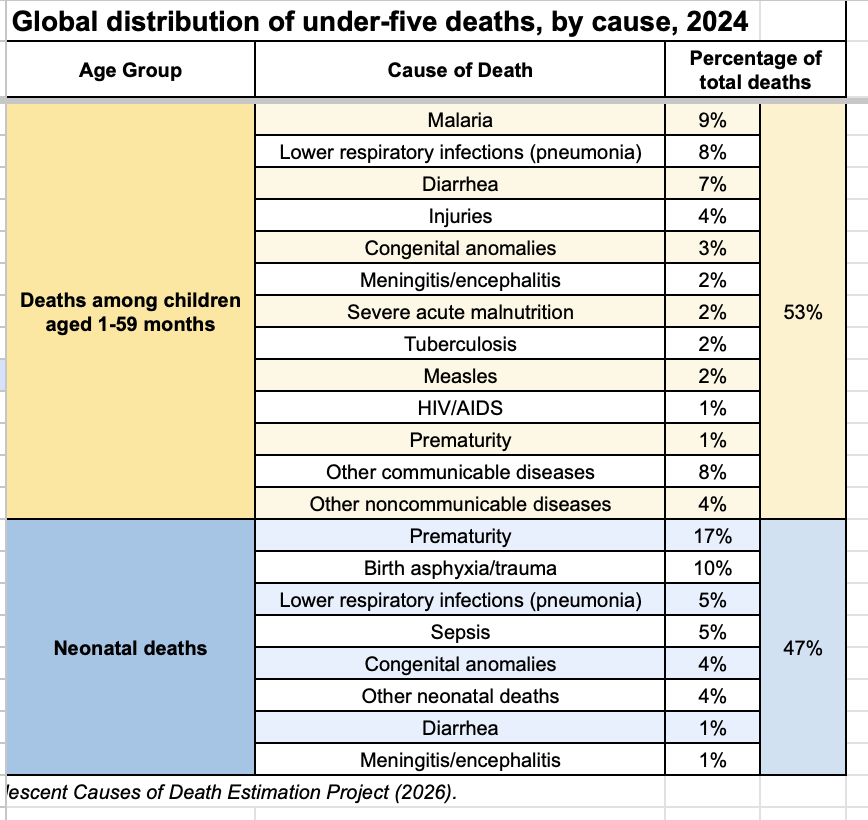 Global distribution of under-five deaths, by cause, 2024
Age Group Cause of Death Percentage of
total deaths
Malaria 9%
Lower respiratory infections (pneumonia) 8%
Diarrhea 7%
Injuries 4%
Congenital anomalies 3%
Meningitis/encephalitis 2%
Deaths among children
aged 1-59 months
Severe acute malnutrition 2% 53%
Tuberculosis 2%
Measles 2%
HIV/AIDS 1%
Prematurity 1%
Other communicable diseases 8%
Other noncommunicable diseases 4%
Prematurity 17%
Birth asphyxia/trauma 10%
Lower respiratory infections (pneumonia) 5%
Sepsis 5%
Neonatal deaths 47%
Congenital anomalies 4%
Other neonatal deaths 4%
Diarrhea 1%
Meningitis/encephalitis 1%
Causes of Death Estimation Project (2026).